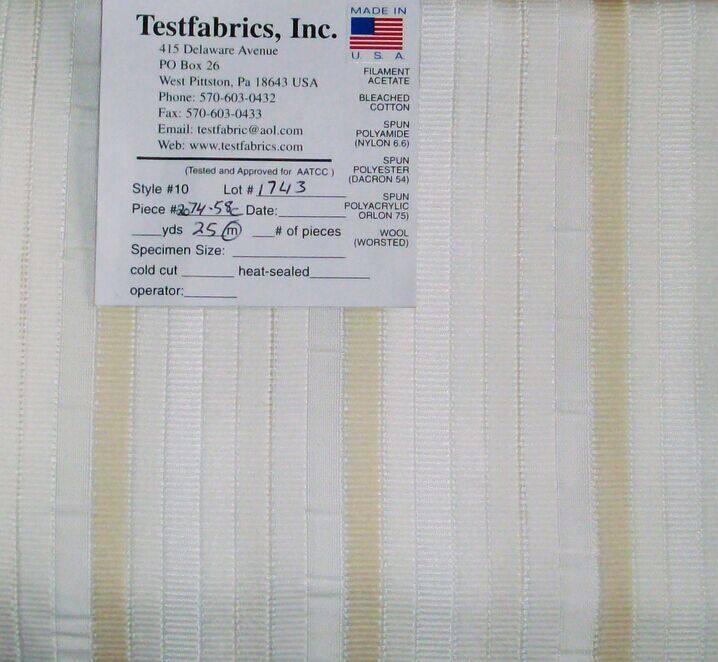 Testfabrics, Inc.
415 Delaware Avenue
PO Box 26
West Pittston, Pa 18643 USA
Phone: 570-603-0432
Fax: 570-603-0433
Email: testfabric@aol.com
Web: www.testfabrics.com
(Tested and Approved for AATCC)
Style #10 Lot # 1743
Piece # 2074-58c Date:
yds 25 m # of pieces
Specimen Size:
cold cut heat-sealed
operator:
MADE IN
U. S. A.
FILAMENT
ACETATE
BLEACHED
COTTON
SPUN
POLYAMIDE
(NYLON 6.6)
SPUN
POLYESTER
(DACRON 54)
SPUN
POLYACRYLIC
ORLON 75)
WOOL
(WORSTED)